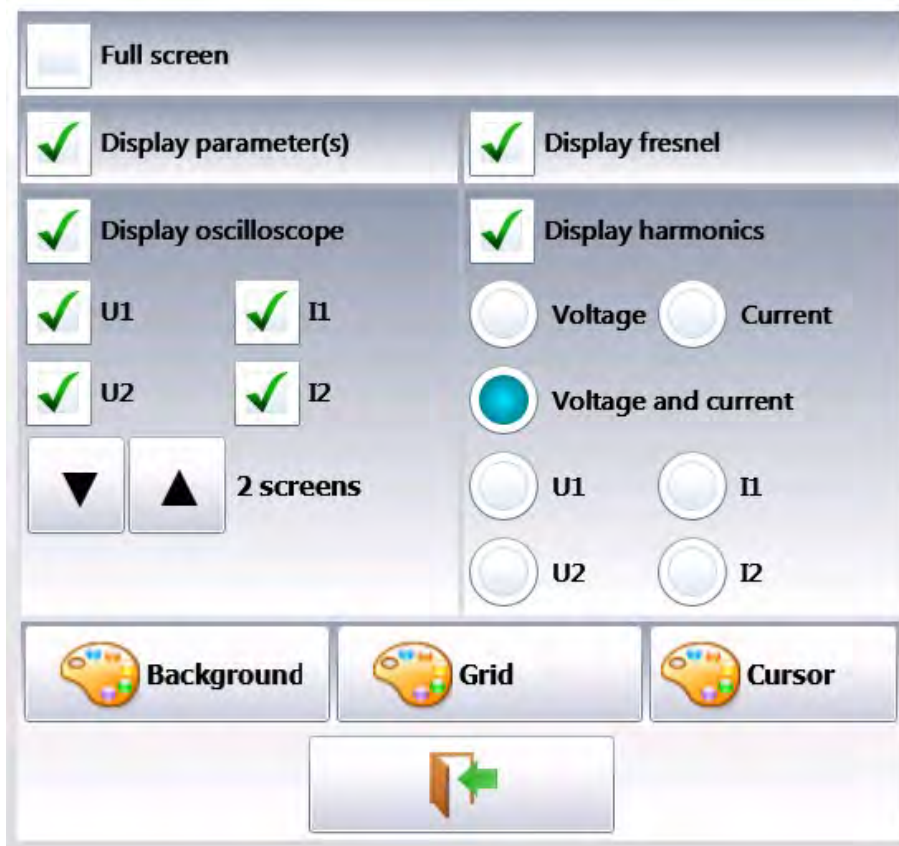 Full screen
Display parameter(s)
Display fresnel
Display oscilloscope
Display harmonics
U1 I1
Voltage Current
U2 I2
Voltage and current
2 screens
U1 I1
U2 I2
Background Grid Cursor